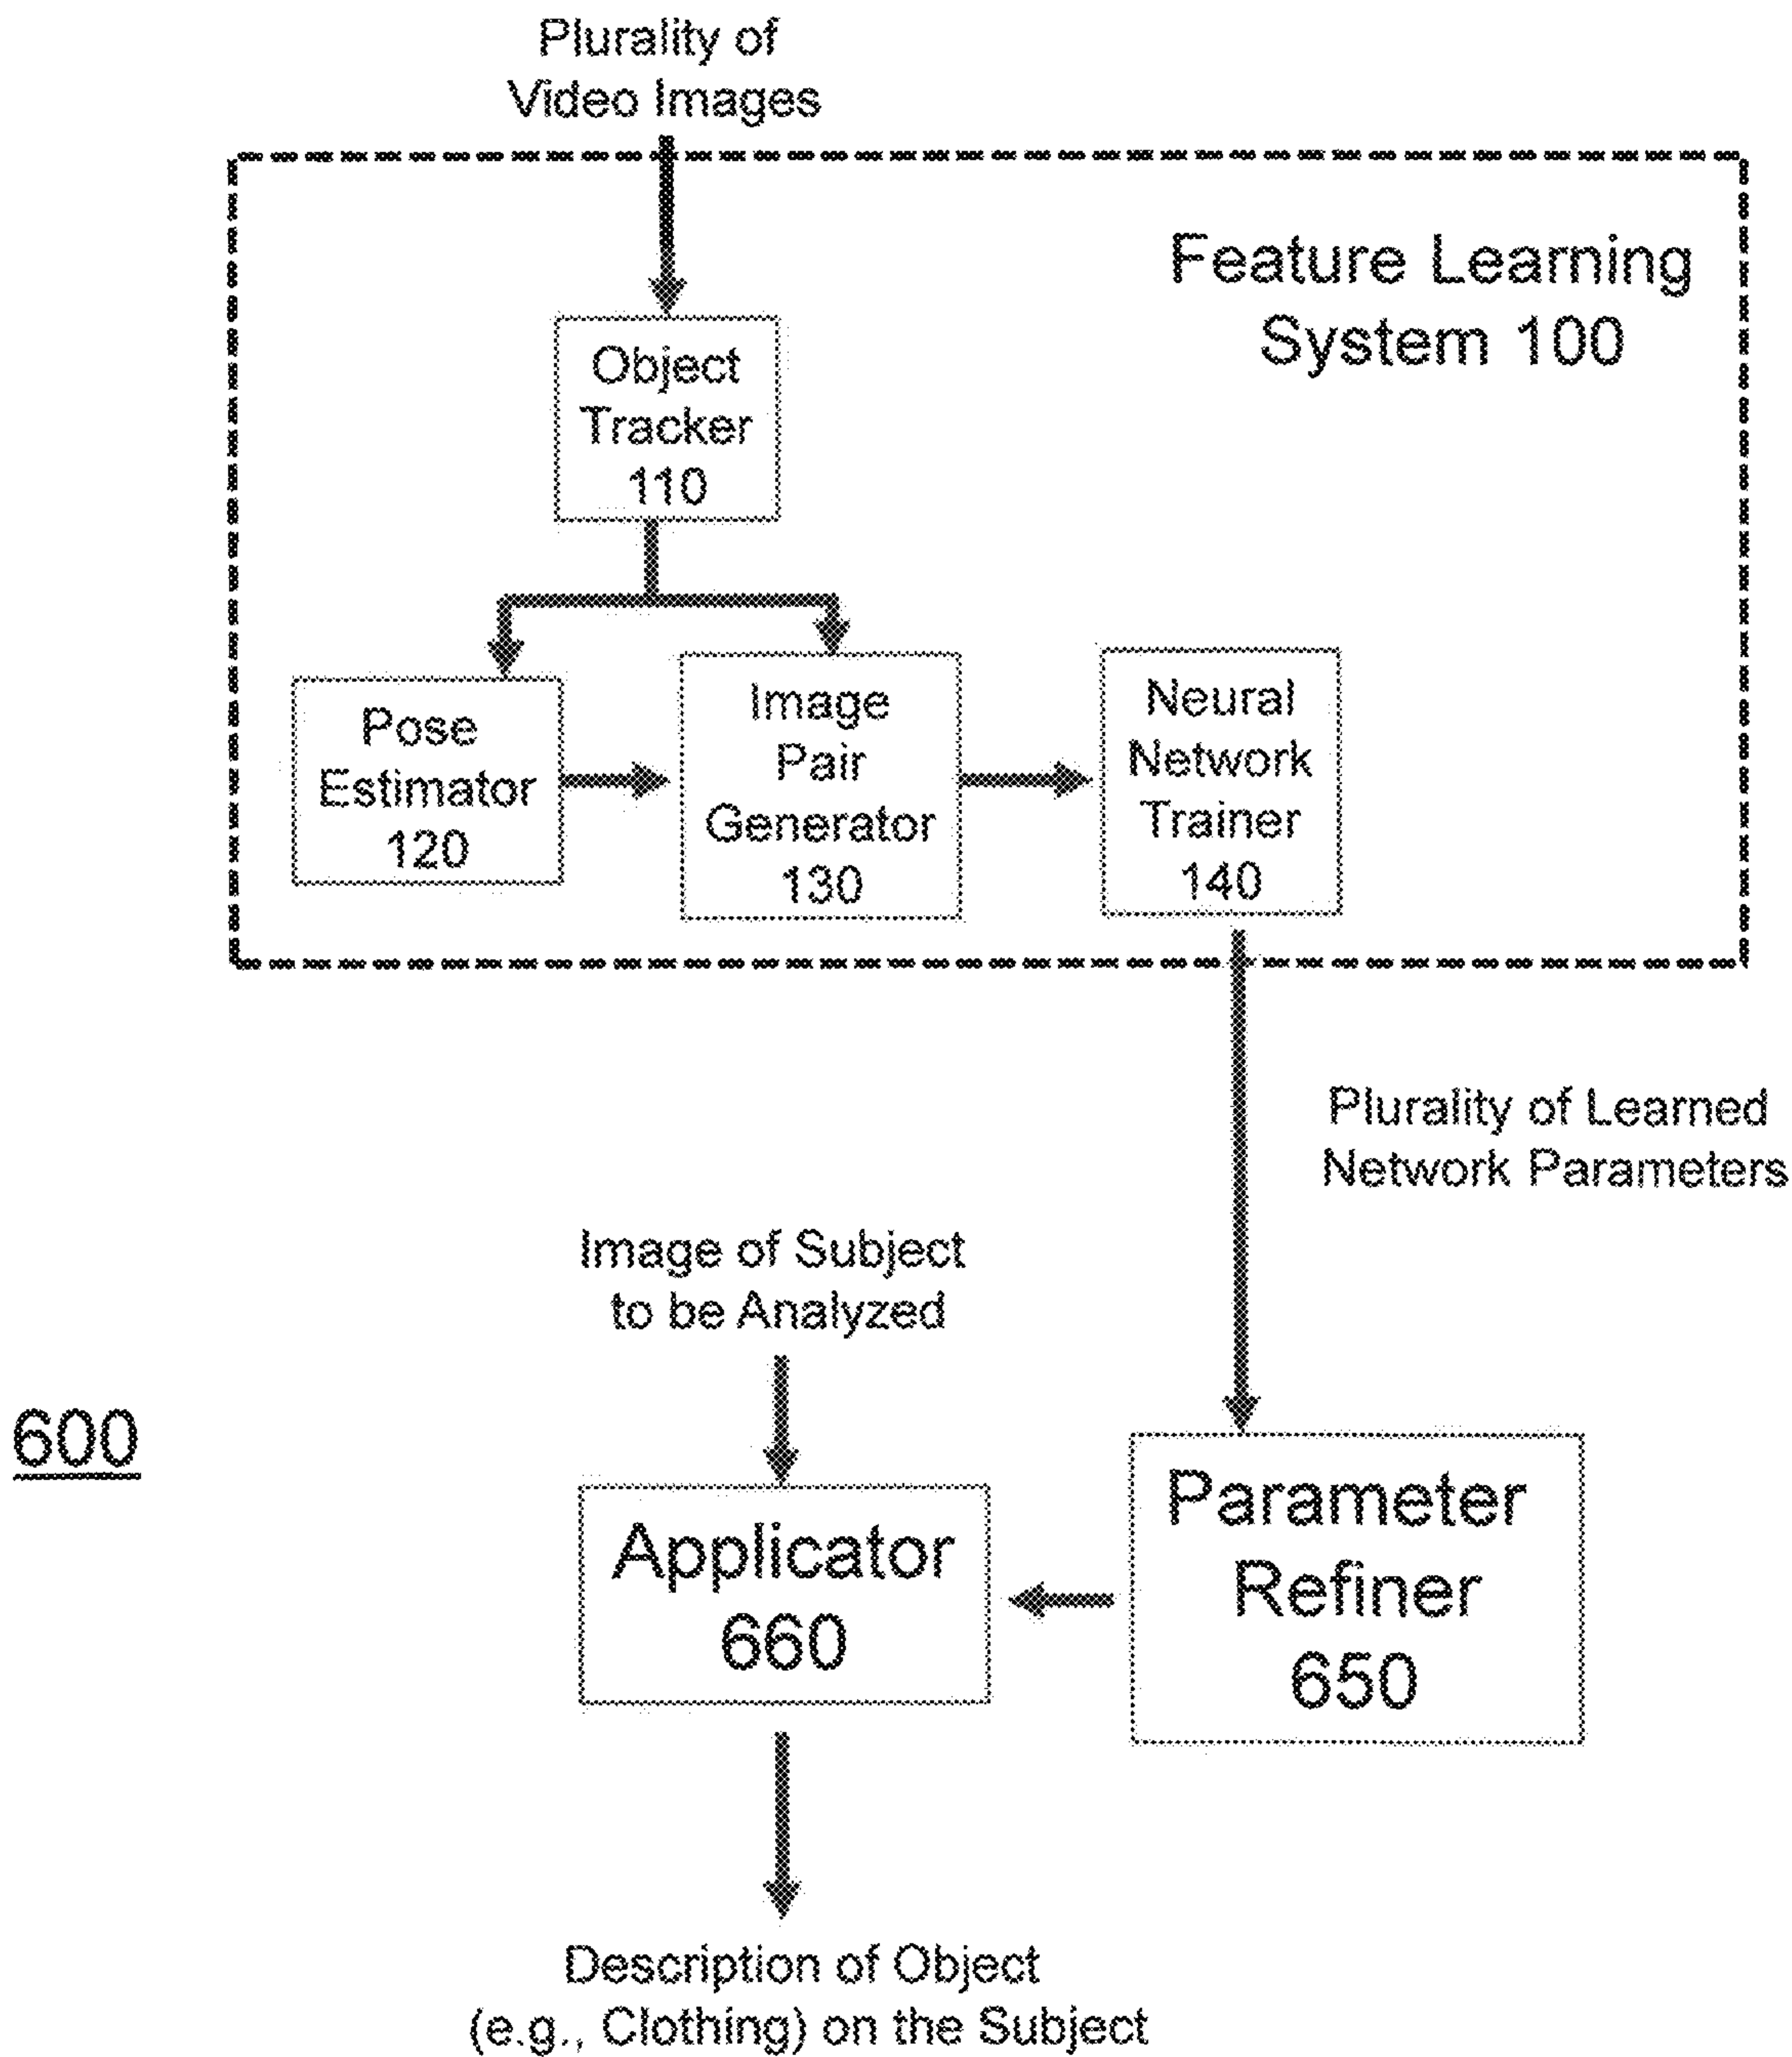 Plurality of
Video Images
Feature Learning
System 100
Object
Tracker
110
Pose
Estimator
120
Image
Pair
Generator
130
Neural
Network
Trainer
140
Plurality of Learned
Network Parameters
Image of Subject
to be Analyzed
600
Applicator
660
Parameter
Refiner
650
Description of Object
(e.g., Clothing) on the Subject